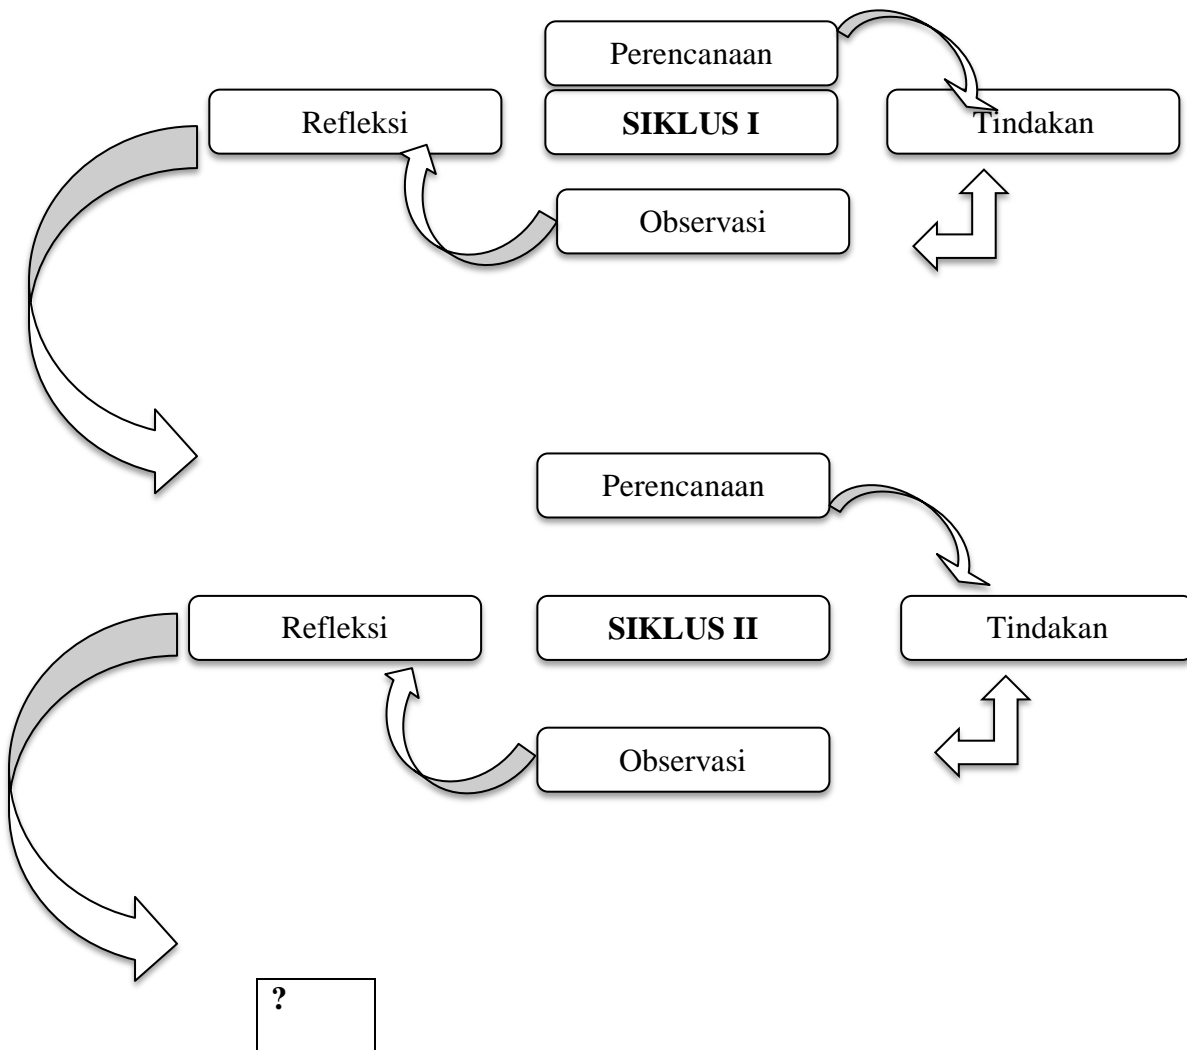 Perencanaan
Refleksi
SIKLUS I
Tindakan
Observasi
Perencanaan
Refleksi
SIKLUS II
Tindakan
Observasi
?